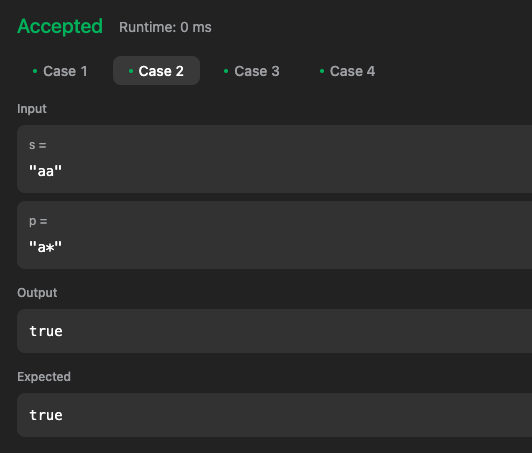 Accepted Runtime: 0 ms
• Case 1 • Case 2 • Case 3 • Case 4
Input
s =
"aa"
p =
"a*"
Output
true
Expected
true